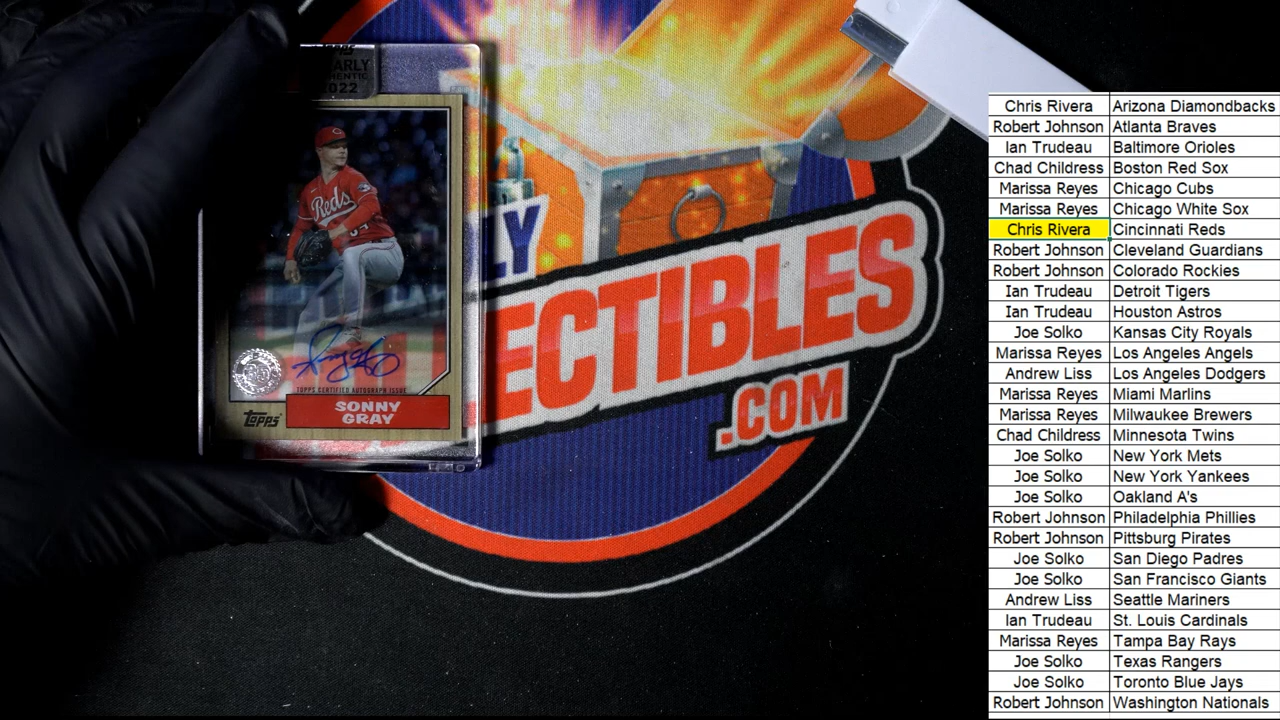 ARLY
2022
Reds
TOPPS CERTIFIED AUTOGRAPH ISSUE
35
Topps
SONNY
GRAY
LY
ECTIBLES
.COM
Chris Rivera Arizona Diamondbacks
Robert Johnson Atlanta Braves
Ian Trudeau Baltimore Orioles
Chad Childress Boston Red Sox
Marissa Reyes Chicago Cubs
Marissa Reyes Chicago White Sox
Chris Rivera Cincinnati Reds
Robert Johnson Cleveland Guardians
Robert Johnson Colorado Rockies
Ian Trudeau Detroit Tigers
Ian Trudeau Houston Astros
Joe Solko Kansas City Royals
Marissa Reyes Los Angeles Angels
Andrew Liss Los Angeles Dodgers
Marissa Reyes Miami Marlins
Marissa Reyes Milwaukee Brewers
Chad Childress Minnesota Twins
Joe Solko New York Mets
Joe Solko New York Yankees
Joe Solko Oakland A's
Robert Johnson Philadelphia Phillies
Robert Johnson Pittsburg Pirates
Joe Solko San Diego Padres
Joe Solko San Francisco Giants
Andrew Liss Seattle Mariners
Ian Trudeau St. Louis Cardinals
Marissa Reyes Tampa Bay Rays
Joe Solko Texas Rangers
Joe Solko Toronto Blue Jays
Robert Johnson Washington Nationals